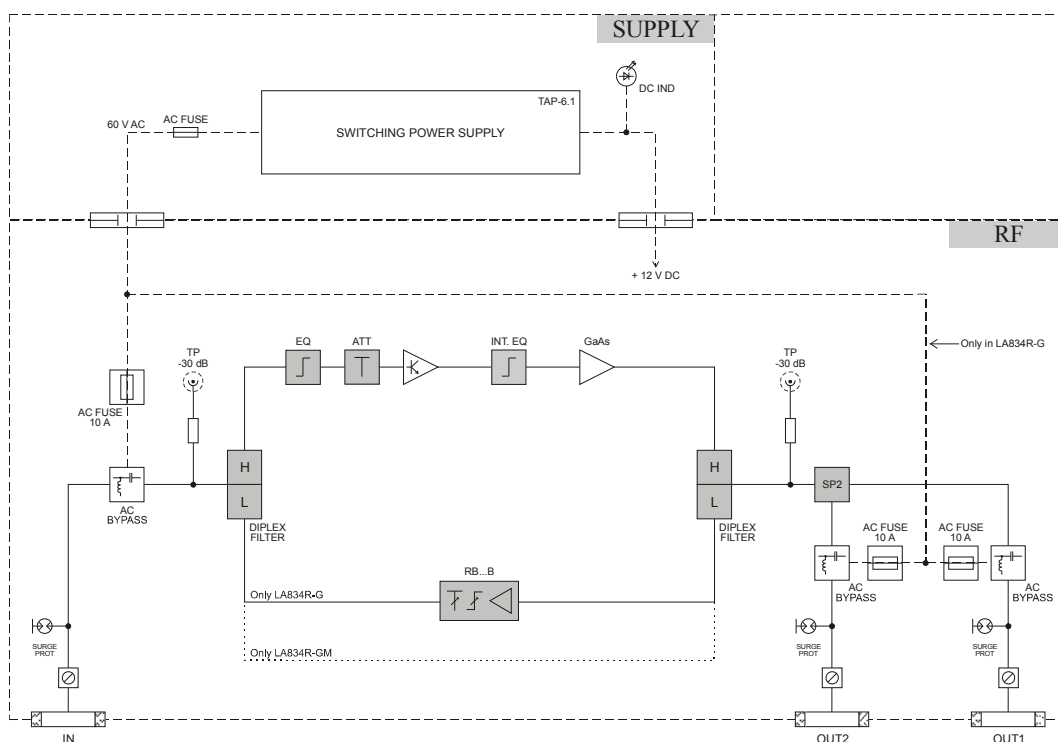 SUPPLY
DC IND
TAP-6.1
60 V AC
AC FUSE
SWITCHING POWER SUPPLY
RF
+ 12 V DC
TP
-30 dB
EQ
ATT
INT. EQ
GaAs
TP
-30 dB
Only in LA834R-G
AC FUSE
10 A
H
L
H
L
SP2
AC
BYPASS
DIPLEX
FILTER
DIPLEX
FILTER
AC FUSE
10 A
AC FUSE
10 A
RB...B
AC
BYPASS
AC
BYPASS
Only LA834R-G
Only LA834R-GM
SURGE
PROT
SURGE
PROT
SURGE
PROT
IN
OUT2
OUT1